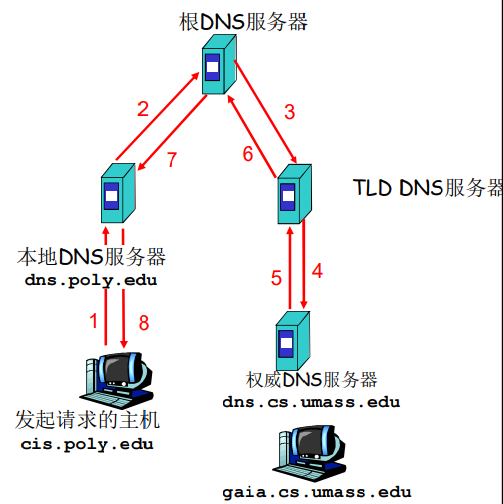 根DNS服务器
2
3
7
6
TLD DNS服务器
本地DNS服务器
dns.poly.edu
5
4
1
8
权威DNS服务器
dns.cs.umass.edu
发起请求的主机
cis.poly.edu
gaia.cs.umass.edu